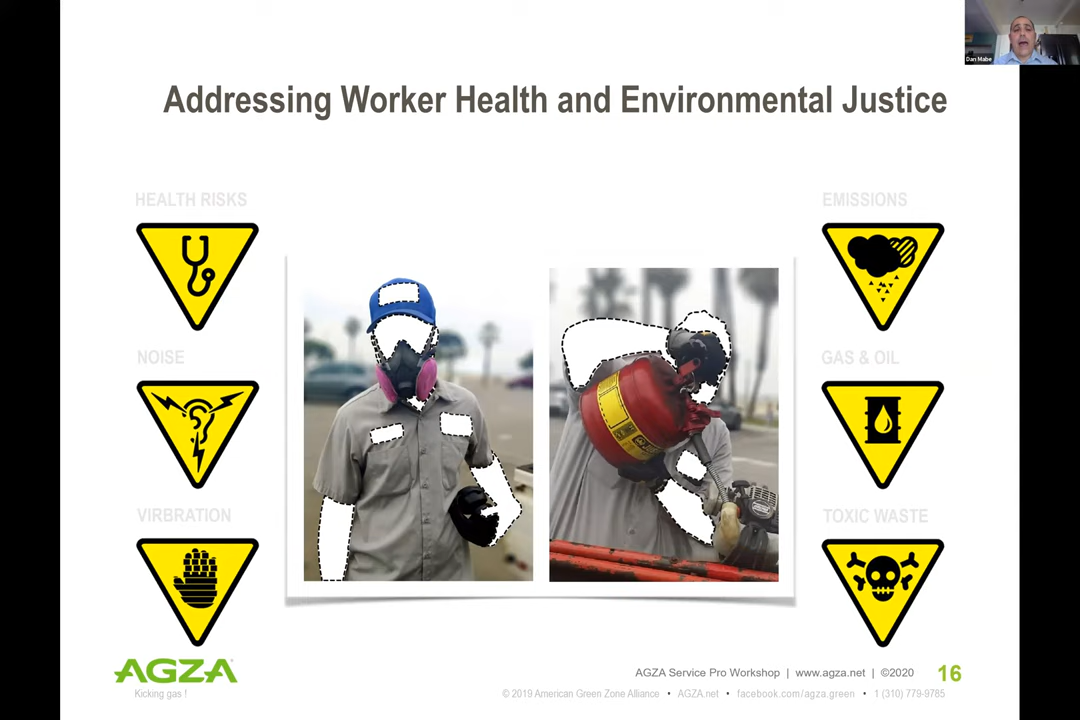 Dan Mabe
Addressing Worker Health and Environmental Justice
HEALTH RISKS
EMISSIONS
NOISE
GAS & OIL
VIRBRATION
TOXIC WASTE
AGZA
Kicking gas !
AGZA Service Pro Workshop | www.agza.net | ©2020 16
© 2019 American Green Zone Alliance • AGZA.net • facebook.com/agza.green • 1 (310) 779-9785